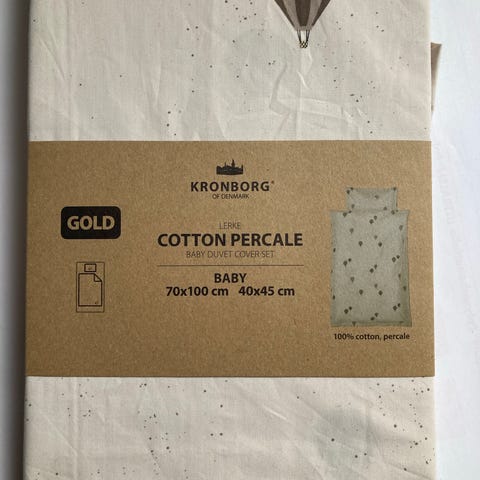 KRONBORG®
OF DENMARK
GOLD
LERKE
COTTON PERCALE
BABY DUVET COVER SET
BABY
70x100 cm 40x45 cm
100% cotton, percale